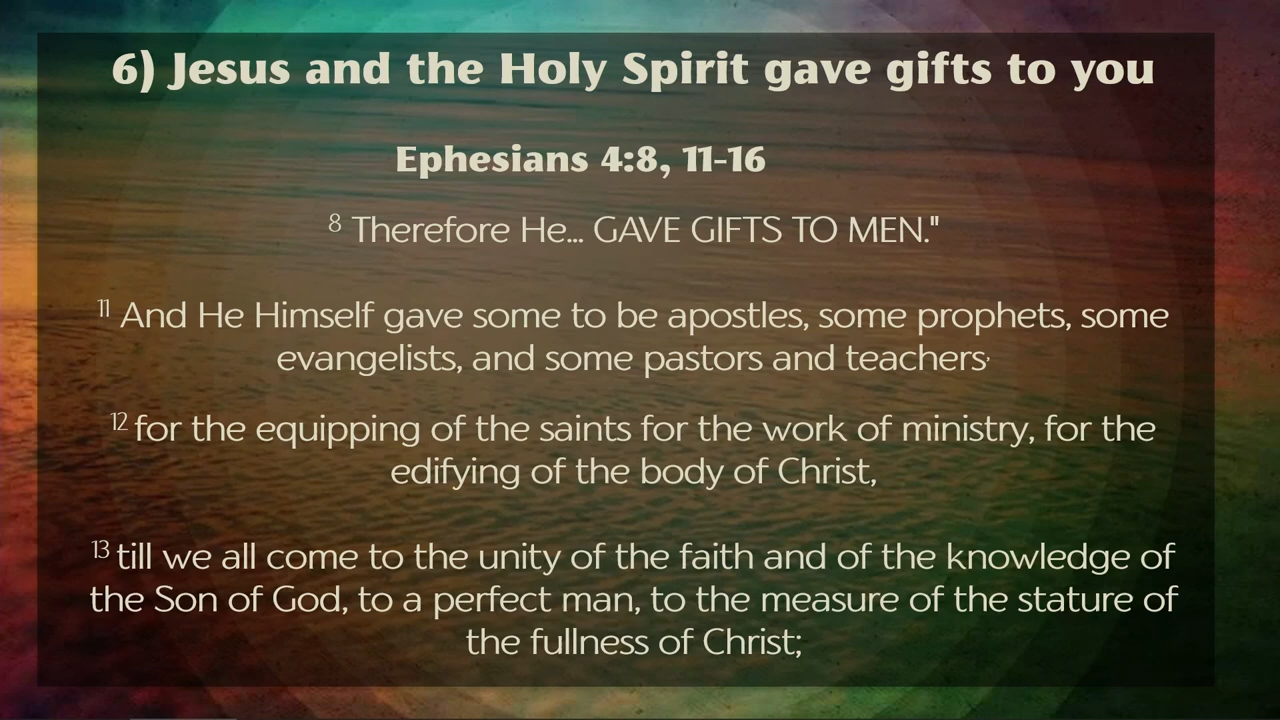 6) Jesus and the Holy Spirit gave gifts to you
Ephesians 4:8, 11-16
8 Therefore He... GAVE GIFTS TO MEN."
11 And He Himself gave some to be apostles, some prophets, some
evangelists, and some pastors and teachers,
12 for the equipping of the saints for the work of ministry, for the
edifying of the body of Christ,
13 till we all come to the unity of the faith and of the knowledge of
the Son of God, to a perfect man, to the measure of the stature of
the fullness of Christ;